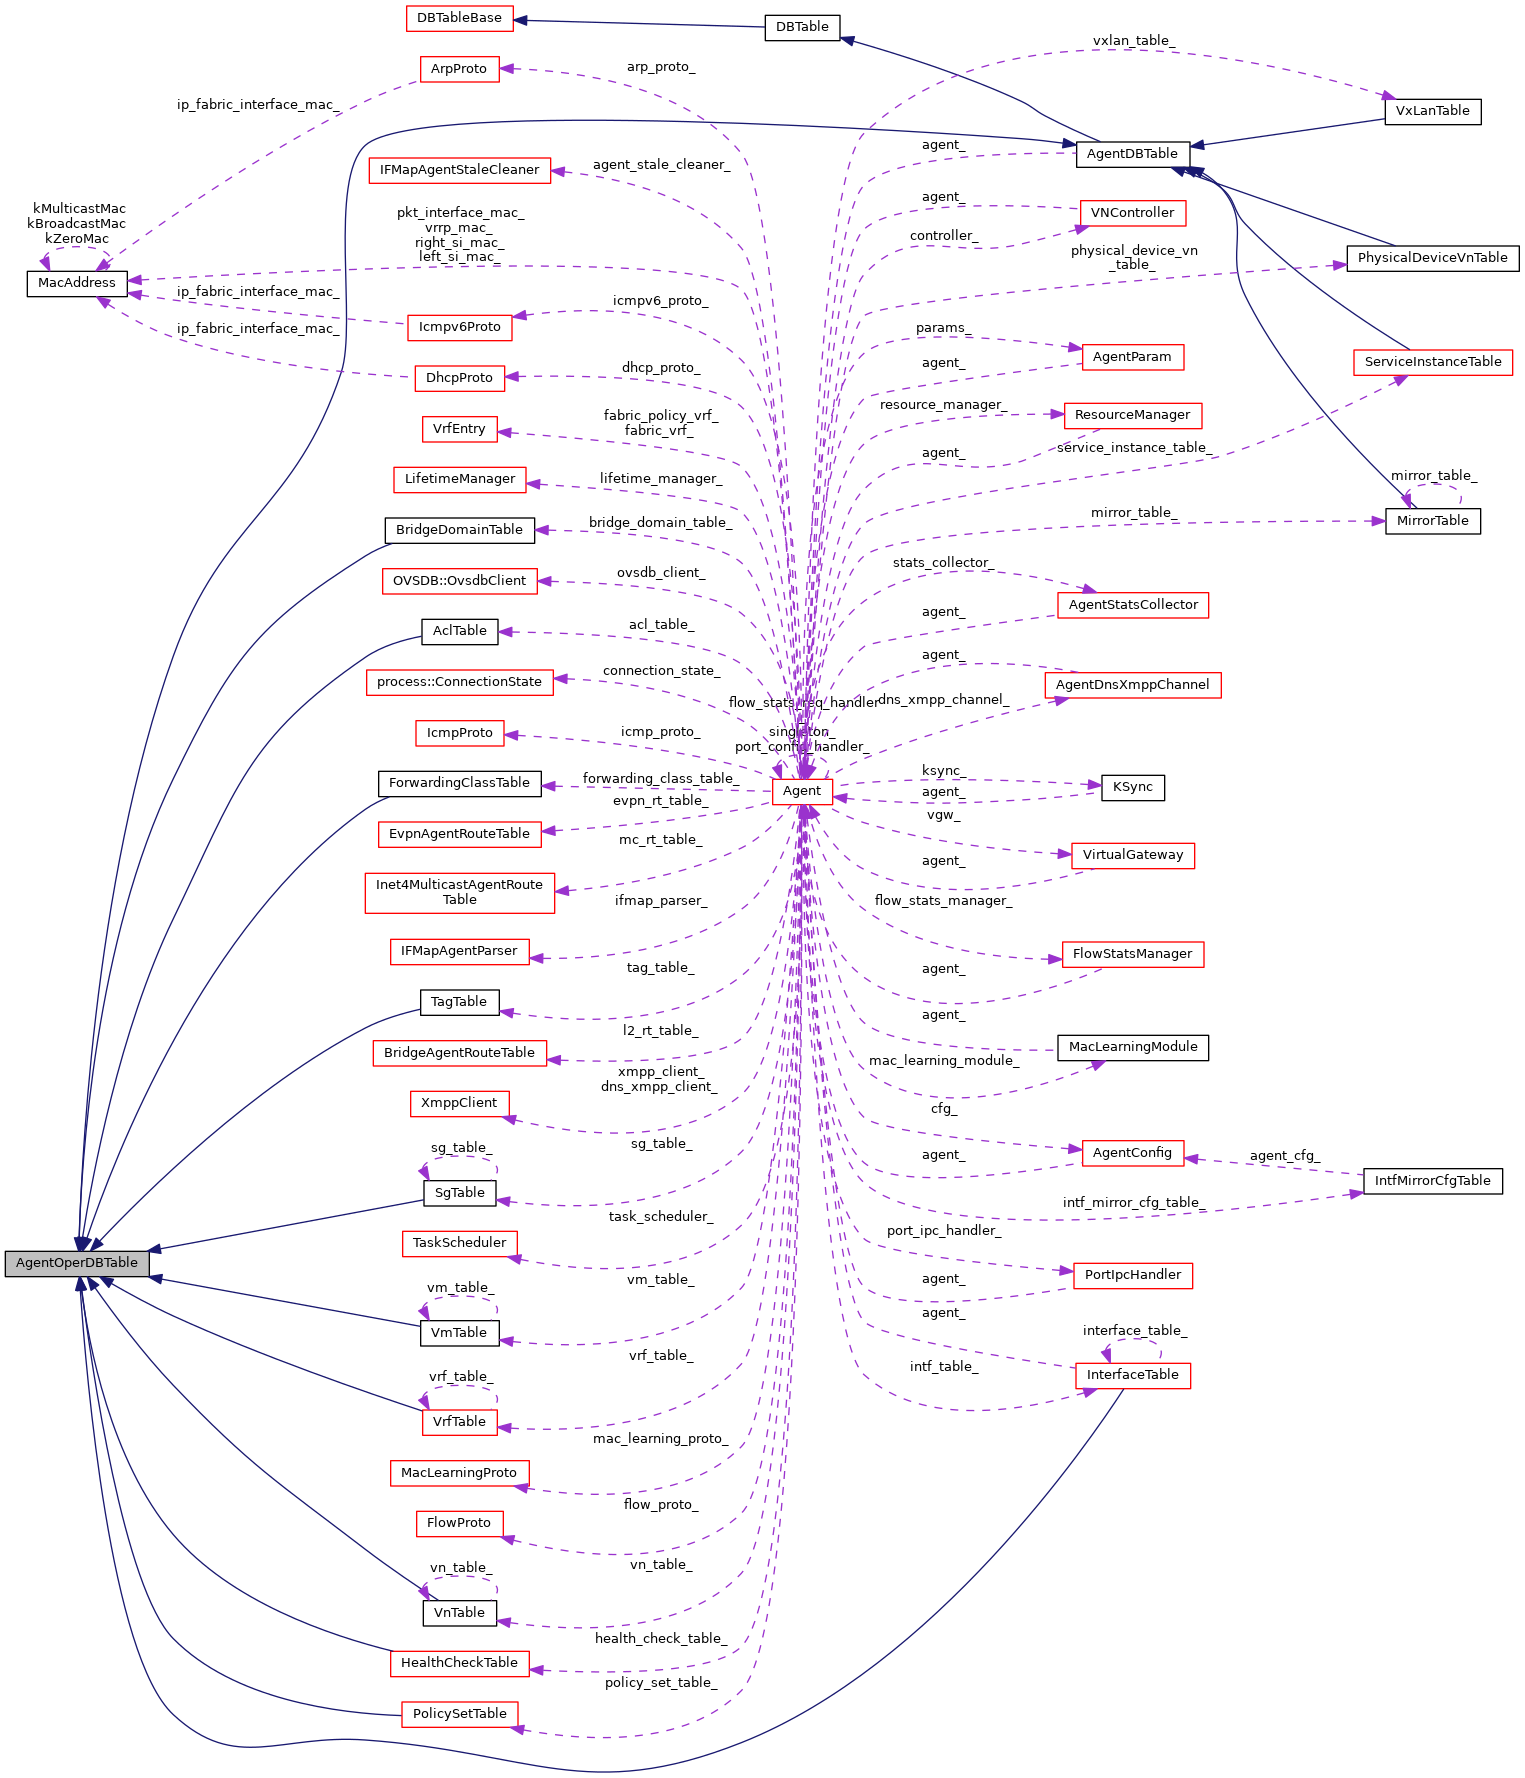 DBTableBase
DBTable
vxlan_table_
ArpProto
arp_proto_
ip_fabric_interface_mac_
VxLanTable
agent_
AgentDBTable
IFMapAgentStaleCleaner
agent_stale_cleaner_
kMulticastMac
kBroadcastMac
kZeroMac
pkt_interface_mac_
vrrp_mac_
right_si_mac_
left_si_mac_
agent_
VNController
controller_
physical_device_vn
_table_
PhysicalDeviceVnTable
MacAddress
ip_fabric_interface_mac_
icmpv6_proto_
Icmpv6Proto
ip_fabric_interface_mac_
params_
AgentParam
agent_
ServiceInstanceTable
dhcp_proto_
DhcpProto
resource_manager_
ResourceManager
fabric_policy_vrf_
fabric_vrf_
VrfEntry
agent_
service_instance_table_
LifetimeManager
lifetime_manager_
mirror_table_
mirror_table_
MirrorTable
BridgeDomainTable
bridge_domain_table_
stats_collector_
OVSDB::OvsdbClient
ovsdb_client_
AgentStatsCollector
agent_
AclTable
acl_table_
agent_
process::ConnectionState
connection_state_
AgentDnsXmppChannel
dns_xmpp_channel_
flow_stats_req_handler
_
singleton_
port_config_handler_
IcmpProto
icmp_proto_
ksync_
KSync
agent_
ForwardingClassTable
forwarding_class_table_
Agent
evpn_rt_table_
vgw_
EvpnAgentRouteTable
mc_rt_table_
VirtualGateway
agent_
Inet4MulticastAgentRoute
Table
ifmap_parser_
flow_stats_manager_
IFMapAgentParser
FlowStatsManager
tag_table_
agent_
TagTable
agent_
l2_rt_table_
BridgeAgentRouteTable
MacLearningModule
mac_learning_module_
xmpp_client_
dns_xmpp_client_
XmppClient
cfg_
sg_table_
sg_table_
AgentConfig
agent_
agent_cfg_
IntfMirrorCfgTable
SgTable
intf_mirror_cfg_table_
task_scheduler_
TaskScheduler
port_ipc_handler_
AgentOperDBTable
PortIpcHandler
agent_
vm_table_
vm_table_
agent_
VmTable
interface_table_
vrf_table_
vrf_table_
intf_table_
InterfaceTable
VrfTable
mac_learning_proto_
MacLearningProto
flow_proto_
FlowProto
vn_table_
vn_table_
VnTable
health_check_table_
HealthCheckTable
policy_set_table_
PolicySetTable